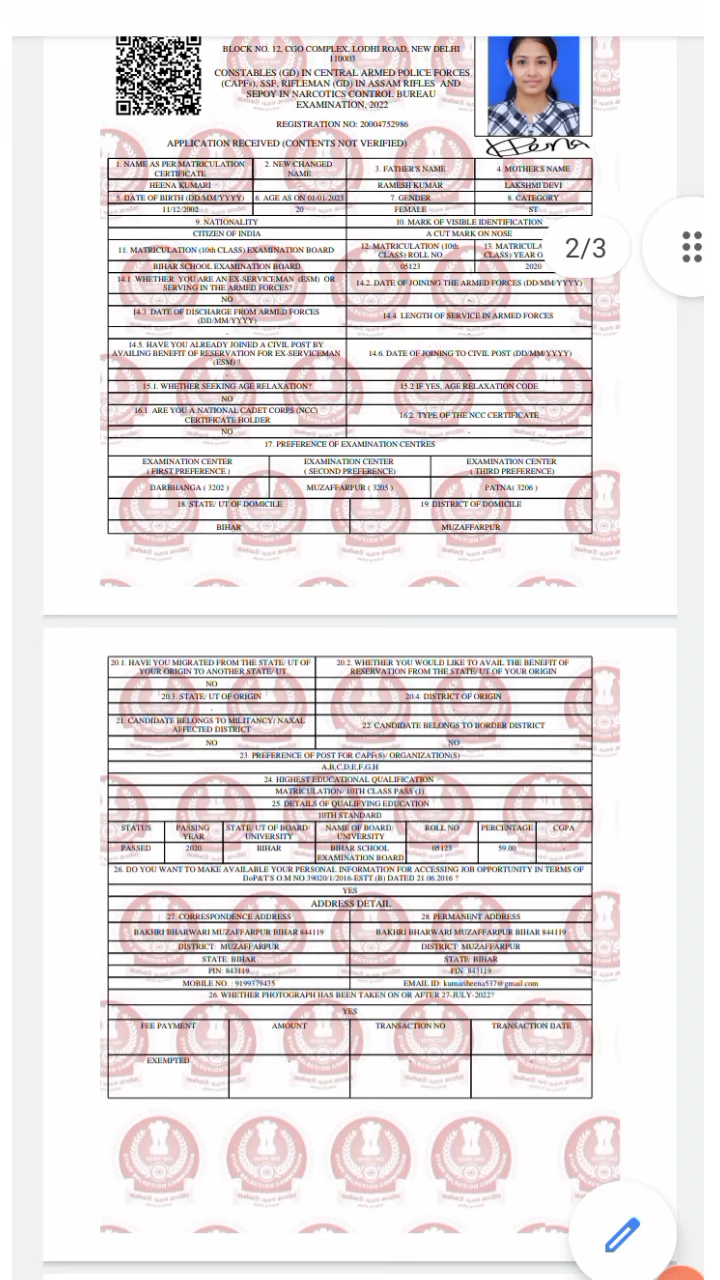 BLOCK NO. 12, CGO COMPLEX, LODHI ROAD, NEW DELHI
110003
CONSTABLES (GD) IN CENTRAL ARMED POLICE FORCES
(CAPFs), SSF, RIFLEMAN (GD) IN ASSAM RIFLES AND
SEPOY IN NARCOTICS CONTROL BUREAU
EXAMINATION, 2022
REGISTRATION NO: 20004752986
APPLICATION RECEIVED (CONTENTS NOT VERIFIED)
Heena
1. NAME AS PER MATRICULATION CERTIFICATE 2. NEW/CHANGED NAME 3. FATHER'S NAME 4. MOTHER'S NAME
HEENA KUMARI - RAMESH KUMAR LAKSHMI DEVI
5. DATE OF BIRTH (DD/MM/YYYY) 6. AGE AS ON 01/01/2023 7. GENDER 8. CATEGORY
11/12/2002 20 FEMALE ST
9. NATIONALITY 10. MARK OF VISIBLE IDENTIFICATION
CITIZEN OF INDIA A CUT MARK ON NOSE
11. MATRICULATION (10th CLASS) EXAMINATION BOARD 12. MATRICULATION (10th CLASS) ROLL NO 13. MATRICULA CLASS) YEAR O
2/3
BIHAR SCHOOL EXAMINATION BOARD 05123 2020
14.1. WHETHER YOU ARE AN EX-SERVICEMAN (ESM) OR SERVING IN THE ARMED FORCES? 14.2. DATE OF JOINING THE ARMED FORCES (DD/MM/YYYY)
NO -
14.3. DATE OF DISCHARGE FROM ARMED FORCES (DD/MM/YYYY) 14.4. LENGTH OF SERVICE IN ARMED FORCES
- -
14.5. HAVE YOU ALREADY JOINED A CIVIL POST BY AVAILING BENEFIT OF RESERVATION FOR EX-SERVICEMAN (ESM) ? 14.6. DATE OF JOINING TO CIVIL POST (DD/MM/YYYY)
- -
15.1. WHETHER SEEKING AGE RELAXATION? 15.2 IF YES, AGE RELAXATION CODE
NO -
16.1. ARE YOU A NATIONAL CADET CORPS (NCC) CERTIFICATE HOLDER 16.2. TYPE OF THE NCC CERTIFICATE
NO -
17. PREFERENCE OF EXAMINATION CENTRES
EXAMINATION CENTER ( FIRST PREFERENCE ) EXAMINATION CENTER ( SECOND PREFERENCE) EXAMINATION CENTER (THIRD PREFERENCE)
DARBHANGA ( 3202 ) MUZAFFARPUR ( 3205 ) PATNA( 3206 )
18. STATE/ UT OF DOMICILE 19. DISTRICT OF DOMICILE
BIHAR MUZAFFARPUR
20.1. HAVE YOU MIGRATED FROM THE STATE/ UT OF YOUR ORIGIN TO ANOTHER STATE/ UT 20.2. WHETHER YOU WOULD LIKE TO AVAIL THE BENEFIT OF RESERVATION FROM THE STATE/ UT OF YOUR ORIGIN
NO -
20.3. STATE/ UT OF ORIGIN 20.4. DISTRICT OF ORIGIN
- -
21. CANDIDATE BELONGS TO MILITANCY/ NAXAL AFFECTED DISTRICT 22. CANDIDATE BELONGS TO BORDER DISTRICT
NO NO
23. PREFERENCE OF POST FOR CAPF(S)/ ORGANIZATION(S)
A,B,C,D,E,F,G,H
24. HIGHEST EDUCATIONAL QUALIFICATION
MATRICULATION/ 10TH CLASS PASS (1)
25. DETAILS OF QUALIFYING EDUCATION
10TH STANDARD
STATUS PASSING YEAR STATE/ UT OF BOARD/ UNIVERSITY NAME OF BOARD/ UNIVERSITY ROLL NO PERCENTAGE CGPA
PASSED 2020 BIHAR BIHAR SCHOOL EXAMINATION BOARD 05123 59.00 -
26. DO YOU WANT TO MAKE AVAILABLE YOUR PERSONAL INFORMATION FOR ACCESSING JOB OPPORTUNITY IN TERMS OF
DoP&T'S O.M NO.39020/1/2016-ESTT (B) DATED 21.06.2016 ?
YES
ADDRESS DETAIL
27. CORRESPONDENCE ADDRESS 28. PERMANENT ADDRESS
BAKHRI BHARWARI MUZAFFARPUR BIHAR 844119 BAKHRI BHARWARI MUZAFFARPUR BIHAR 844119
DISTRICT: MUZAFFARPUR DISTRICT: MUZAFFARPUR
STATE: BIHAR STATE: BIHAR
PIN: 843119 PIN: 843119
MOBILE NO. : 9199379435 EMAIL ID: kumariheena537@gmail.com
26. WHETHER PHOTOGRAPH HAS BEEN TAKEN ON OR AFTER 27-JULY-2022?
YES
FEE PAYMENT AMOUNT TRANSACTION NO TRANSACTION DATE
EXEMPTED - - -